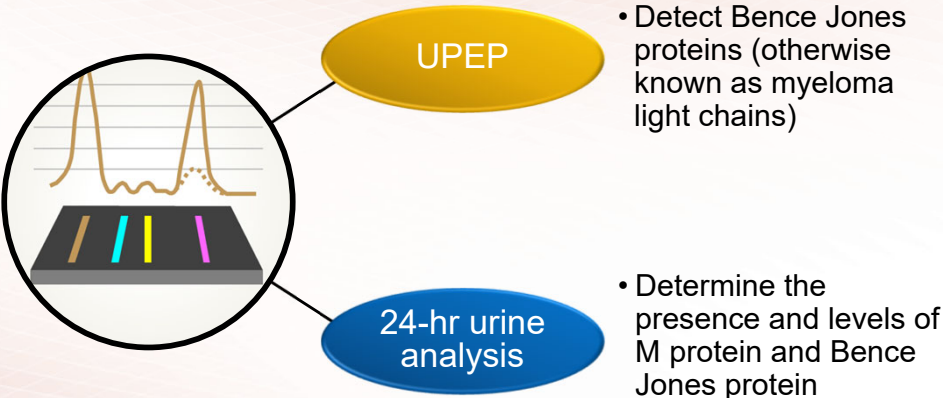 UPEP
• Detect Bence Jones
proteins (otherwise
known as myeloma
light chains)
24-hr urine
analysis
• Determine the
presence and levels of
M protein and Bence
Jones protein